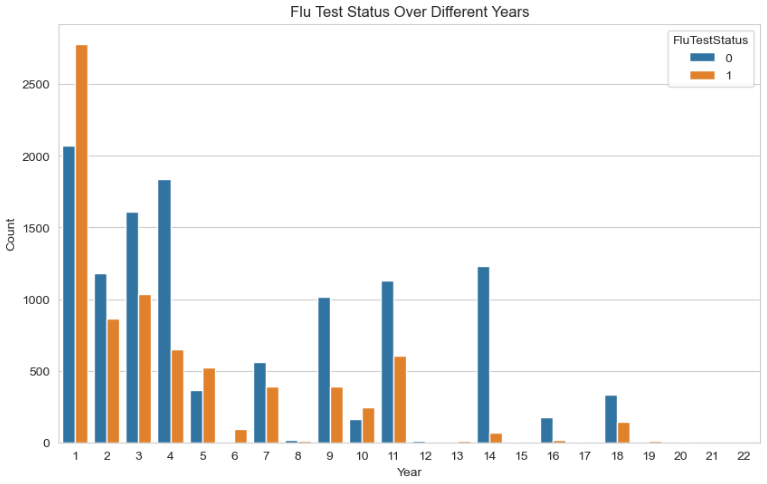 Flu Test Status Over Different Years
FluTestStatus
0
1
2500
2000
1500
1000
500
0
Count
1 2 3 4 5 6 7 8 9 10 11 12 13 14 15 16 17 18 19 20 21 22
Year